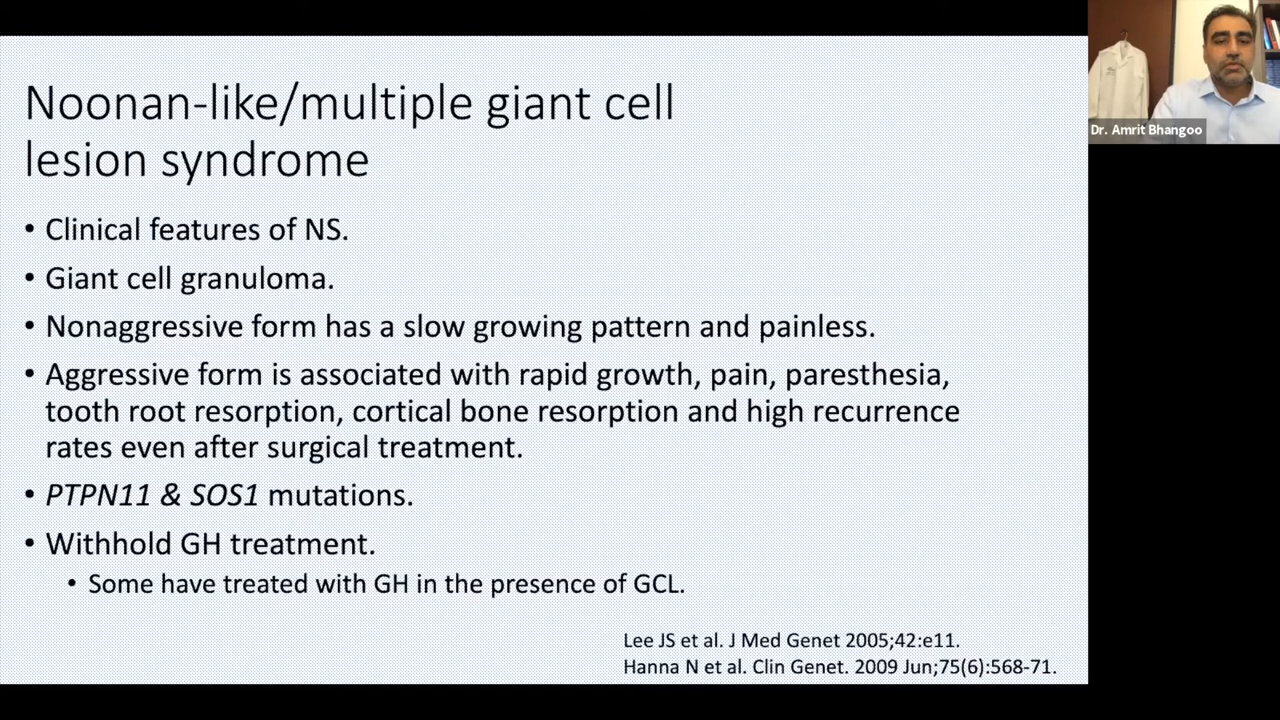 Noonan-like/multiple giant cell
lesion syndrome
• Clinical features of NS.
• Giant cell granuloma.
• Nonaggressive form has a slow growing pattern and painless.
• Aggressive form is associated with rapid growth, pain, paresthesia,
tooth root resorption, cortical bone resorption and high recurrence
rates even after surgical treatment.
• PTPN11 & SOS1 mutations.
• Withhold GH treatment.
• Some have treated with GH in the presence of GCL.
Lee JS et al. J Med Genet 2005;42:e11.
Hanna N et al. Clin Genet. 2009 Jun;75(6):568-71.
Dr. Amrit Bhangoo